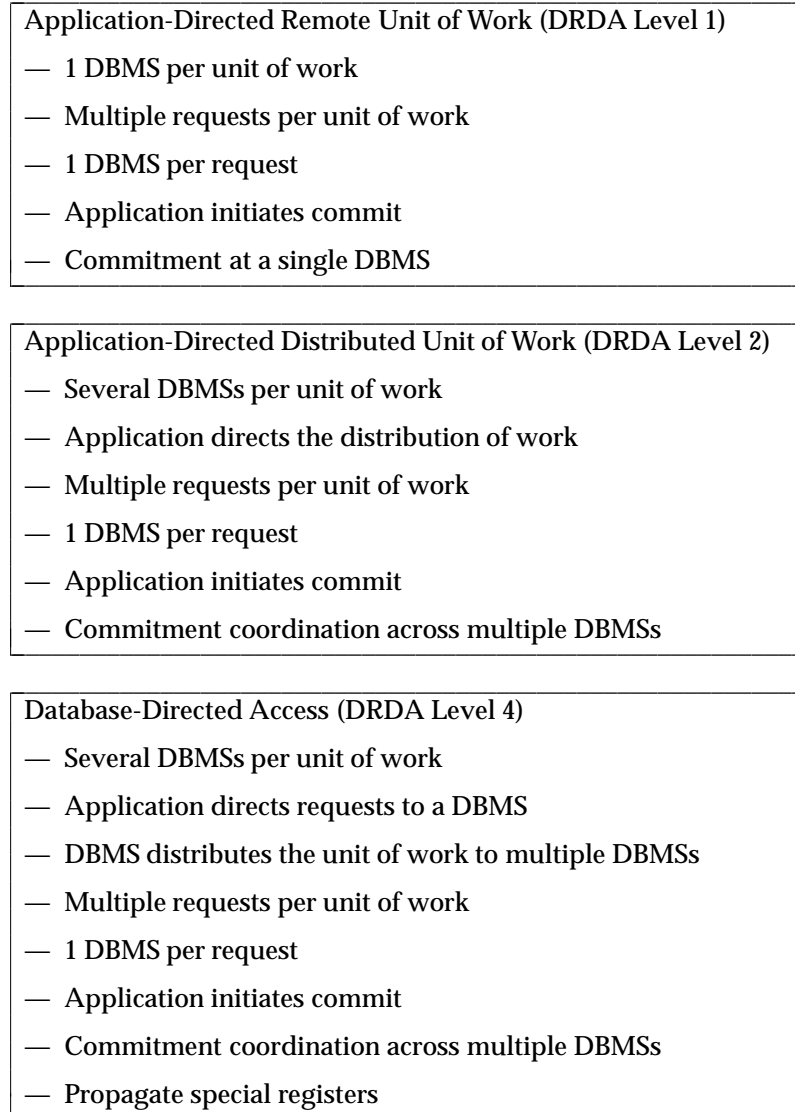 Application-Directed Remote Unit of Work (DRDA Level 1)
— 1 DBMS per unit of work
— Multiple requests per unit of work
— 1 DBMS per request
— Application initiates commit
— Commitment at a single DBMS
Application-Directed Distributed Unit of Work (DRDA Level 2)
— Several DBMSs per unit of work
— Application directs the distribution of work
— Multiple requests per unit of work
— 1 DBMS per request
— Application initiates commit
— Commitment coordination across multiple DBMSs
Database-Directed Access (DRDA Level 4)
— Several DBMSs per unit of work
— Application directs requests to a DBMS
— DBMS distributes the unit of work to multiple DBMSs
— Multiple requests per unit of work
— 1 DBMS per request
— Application initiates commit
— Commitment coordination across multiple DBMSs
— Propagate special registers